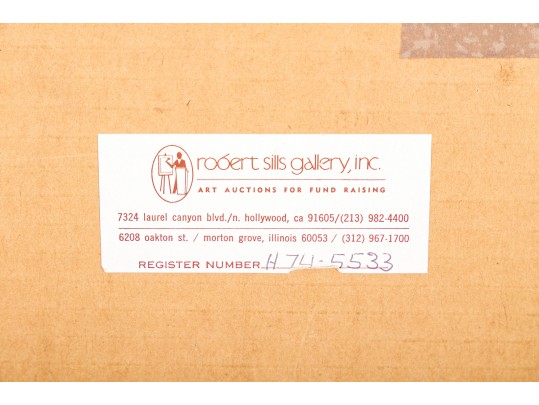 robert sills gallery, inc.
ART AUCTIONS FOR FUND RAISING
7324 laurel canyon blvd./n. hollywood, ca 91605/(213) 982-4400
6208 oakton st. / morton grove, illinois 60053 / (312) 967-1700
REGISTER NUMBER H 74-5533